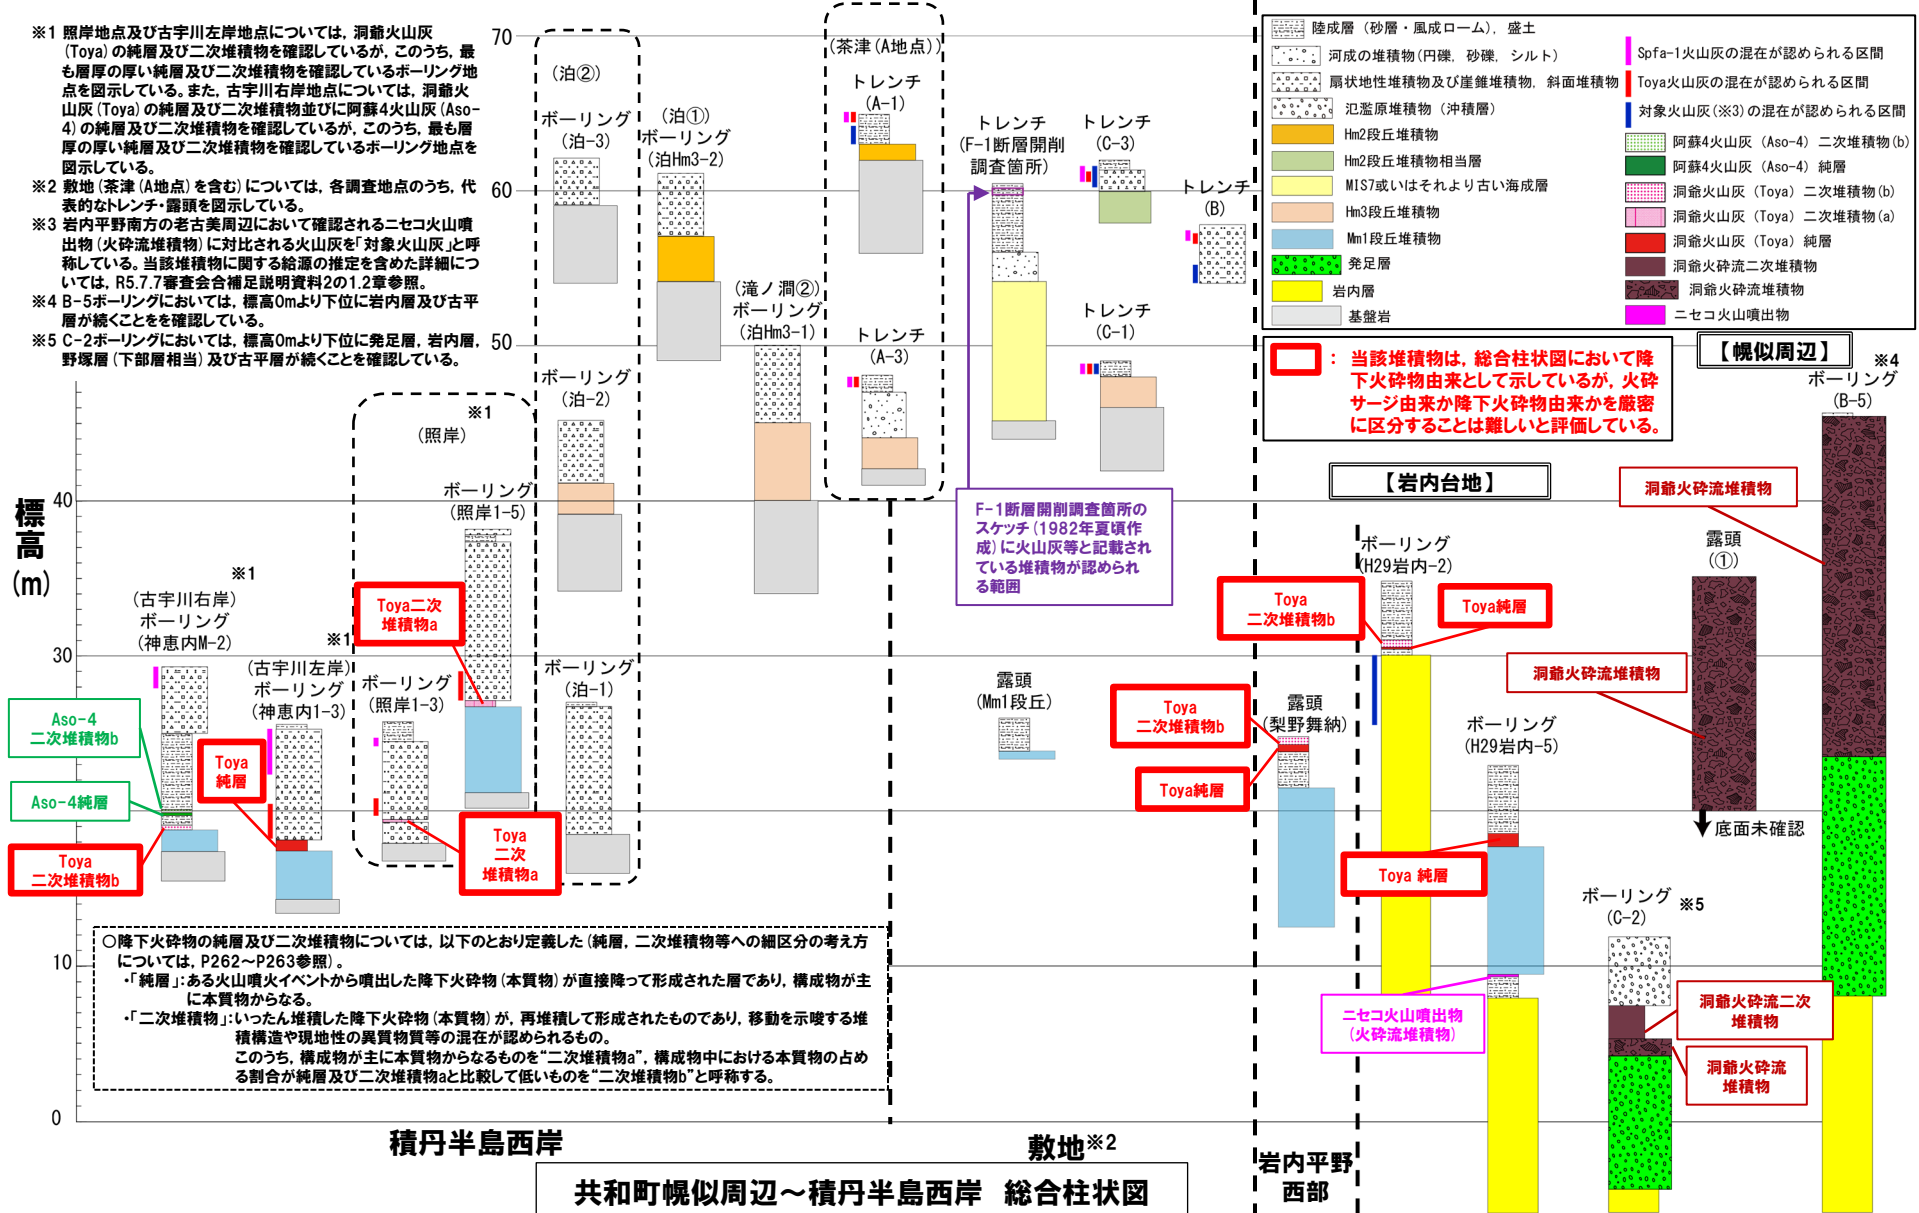 ※1 照岸地点及び古宇川左岸地点については，洞爺火山灰
(Toya)の純層及び二次堆積物を確認しているが，このうち，最
も層厚の厚い純層及び二次堆積物を確認しているボーリング地
点を図示している。また，古宇川右岸地点については，洞爺火
山灰(Toya)の純層及び二次堆積物並びに阿蘇4火山灰(Aso-
4)の純層及び二次堆積物を確認しているが，このうち，最も層
厚の厚い純層及び二次堆積物を確認しているボーリング地点を
図示している。
※2 敷地(茶津(A地点)を含む)については，各調査地点のうち，代
表的なトレンチ・露頭を図示している。
※3 岩内平野南方の老古美周辺において確認されるニセコ火山噴
出物(火砕流堆積物)に対比される火山灰を「対象火山灰」と呼
称している。当該堆積物に関する給源の推定を含めた詳細につ
いては，R5.7.7審査会合補足説明資料2の1.2章参照。
※4 B-5ボーリングにおいては，標高0mより下位に岩内層及び古平
層が続くことをを確認している。
※5 C-2ボーリングにおいては，標高0mより下位に発足層，岩内層，
野塚層(下部層相当)及び古平層が続くことを確認している。
標高(m)
70
60
50
40
30
10
0
(泊②)
ボーリング
(泊-3)
(泊①)
ボーリング
(泊Hm3-2)
(滝ノ澗②)
ボーリング
(泊Hm3-1)
(茶津(A地点))
トレンチ
(A-1)
トレンチ
(A-3)
トレンチ
(F-1断層開削
調査箇所)
トレンチ
(C-3)
トレンチ
(B)
トレンチ
(C-1)
陸成層（砂層・風成ローム），盛土
河成の堆積物(円礫，砂礫，シルト)
扇状地性堆積物及び崖錐堆積物，斜面堆積物
氾濫原堆積物（沖積層）
Hm2段丘堆積物
Hm2段丘堆積物相当層
MIS7或いはそれより古い海成層
Hm3段丘堆積物
Mm1段丘堆積物
発足層
岩内層
基盤岩
Spfa-1火山灰の混在が認められる区間
Toya火山灰の混在が認められる区間
対象火山灰(※3)の混在が認められる区間
阿蘇4火山灰（Aso-4）二次堆積物(b)
阿蘇4火山灰（Aso-4）純層
洞爺火山灰（Toya）二次堆積物(b)
洞爺火山灰（Toya）二次堆積物(a)
洞爺火山灰（Toya）純層
洞爺火砕流二次堆積物
洞爺火砕流堆積物
ニセコ火山噴出物
：当該堆積物は，総合柱状図において降
下火砕物由来として示しているが，火砕
サージ由来か降下火砕物由来かを厳密
に区分することは難しいと評価している。
【幌似周辺】
※4
ボーリング
(B-5)
【岩内台地】
洞爺火砕流堆積物
F-1断層開削調査箇所の
スケッチ(1982年夏頃作
成)に火山灰等と記載され
ている堆積物が認められ
る範囲
※1
(照岸)
ボーリング
(照岸1-5)
ボーリング
(泊-2)
Toya二次
堆積物a
※1
(古宇川右岸)
ボーリング
(神恵内M-2)
※1
(古宇川左岸)
ボーリング
(神恵内1-3)
ボーリング
(照岸1-3)
ボーリング
(泊-1)
Aso-4
二次堆積物b
Aso-4純層
Toya
二次堆積物b
Toya
純層
Toya
二次
堆積物a
露頭
(Mm1段丘)
Toya
二次堆積物b
Toya純層
露頭
(梨野舞納)
Toya
二次堆積物b
ボーリング
(H29岩内-2)
Toya純層
ボーリング
(H29岩内-5)
Toya 純層
露頭
(①)
洞爺火砕流堆積物
底面未確認
ボーリング
(C-2)
※5
洞爺火砕流二次
堆積物
洞爺火砕流
堆積物
ニセコ火山噴出物
(火砕流堆積物)
○降下火砕物の純層及び二次堆積物については，以下のとおり定義した(純層，二次堆積物等への細区分の考え方
については，P262～P263参照)。
・「純層」：ある火山噴火イベントから噴出した降下火砕物(本質物)が直接降って形成された層であり，構成物が主
に本質物からなる。
・「二次堆積物」：いったん堆積した降下火砕物(本質物)が，再堆積して形成されたものであり，移動を示唆する堆
積構造や現地性の異質物質等の混在が認められるもの。
このうち，構成物が主に本質物からなるものを“二次堆積物a”，構成物中における本質物の占め
る割合が純層及び二次堆積物aと比較して低いものを“二次堆積物b”と呼称する。
積丹半島西岸
敷地※2
岩内平野
西部
共和町幌似周辺～積丹半島西岸 総合柱状図